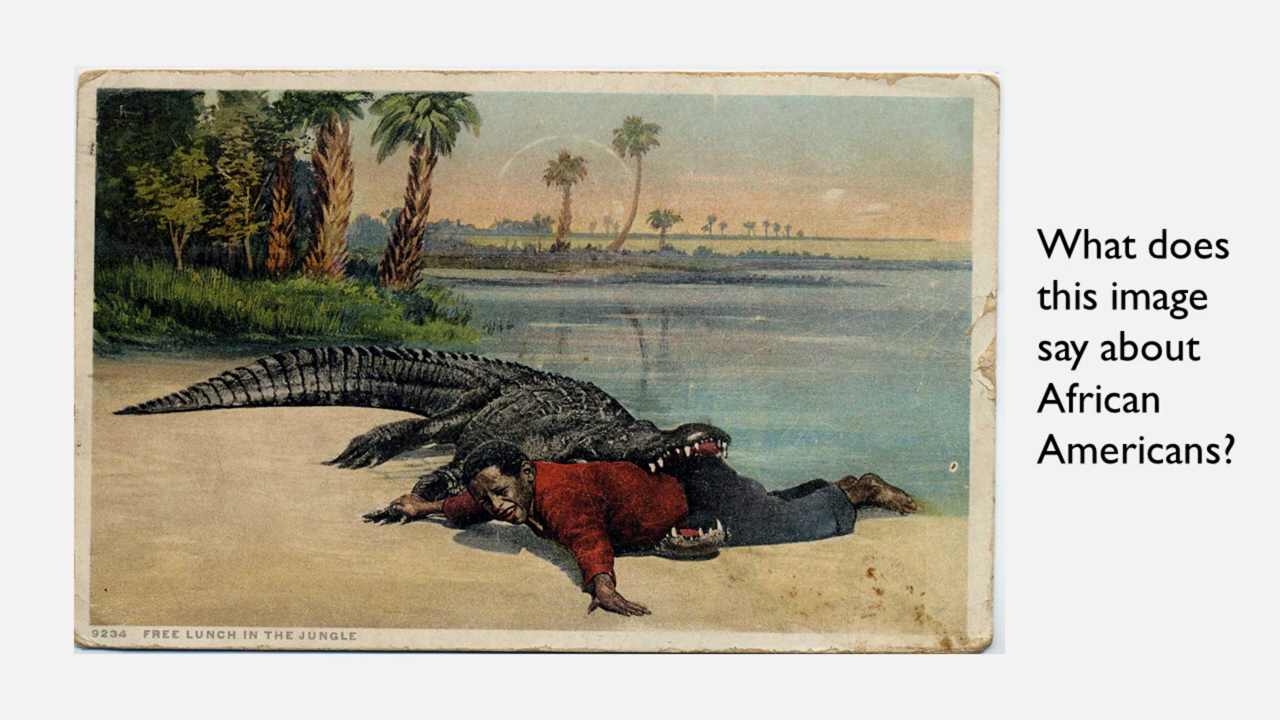 What does
this image
say about
African
Americans?
9234 FREE LUNCH IN THE JUNGLE